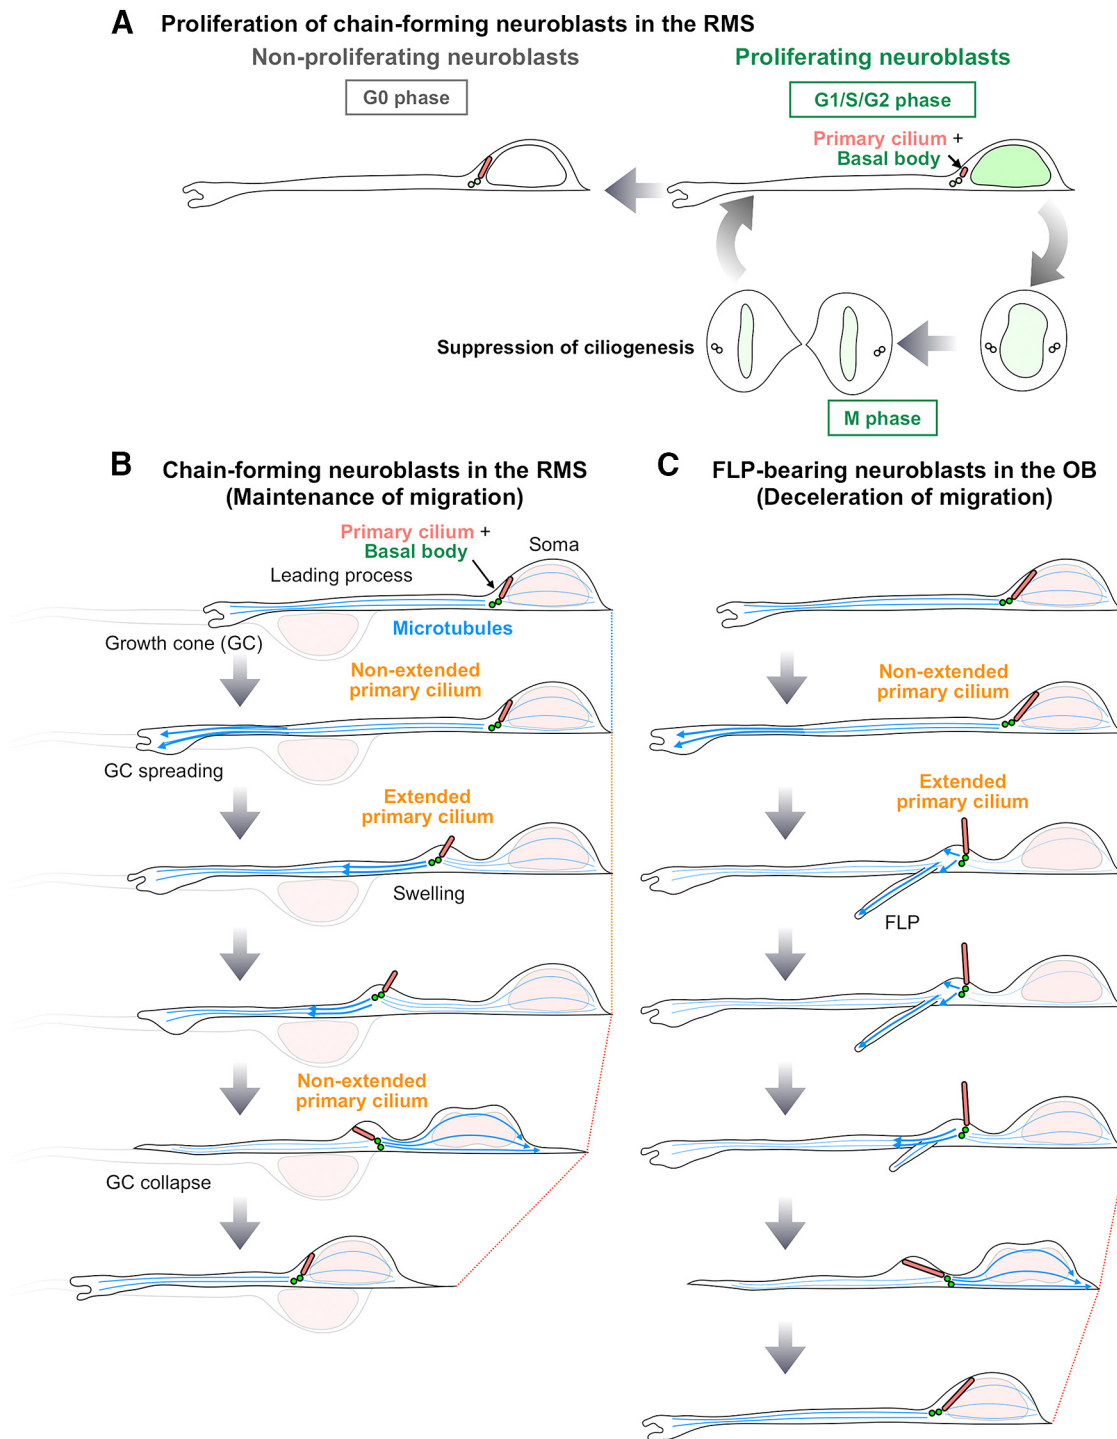 A Proliferation of chain-forming neuroblasts in the RMS
Non-proliferating neuroblasts
G0 phase
Proliferating neuroblasts
G1/S/G2 phase
Primary cilium +
Basal body
Suppression of ciliogenesis
M phase
B Chain-forming neuroblasts in the RMS
(Maintenance of migration)
Primary cilium +
Basal body
Soma
Leading process
Growth cone (GC)
Microtubules
Non-extended
primary cilium
GC spreading
Extended
primary cilium
Swelling
Non-extended
primary cilium
GC collapse
C FLP-bearing neuroblasts in the OB
(Deceleration of migration)
Non-extended
primary cilium
Extended
primary cilium
FLP